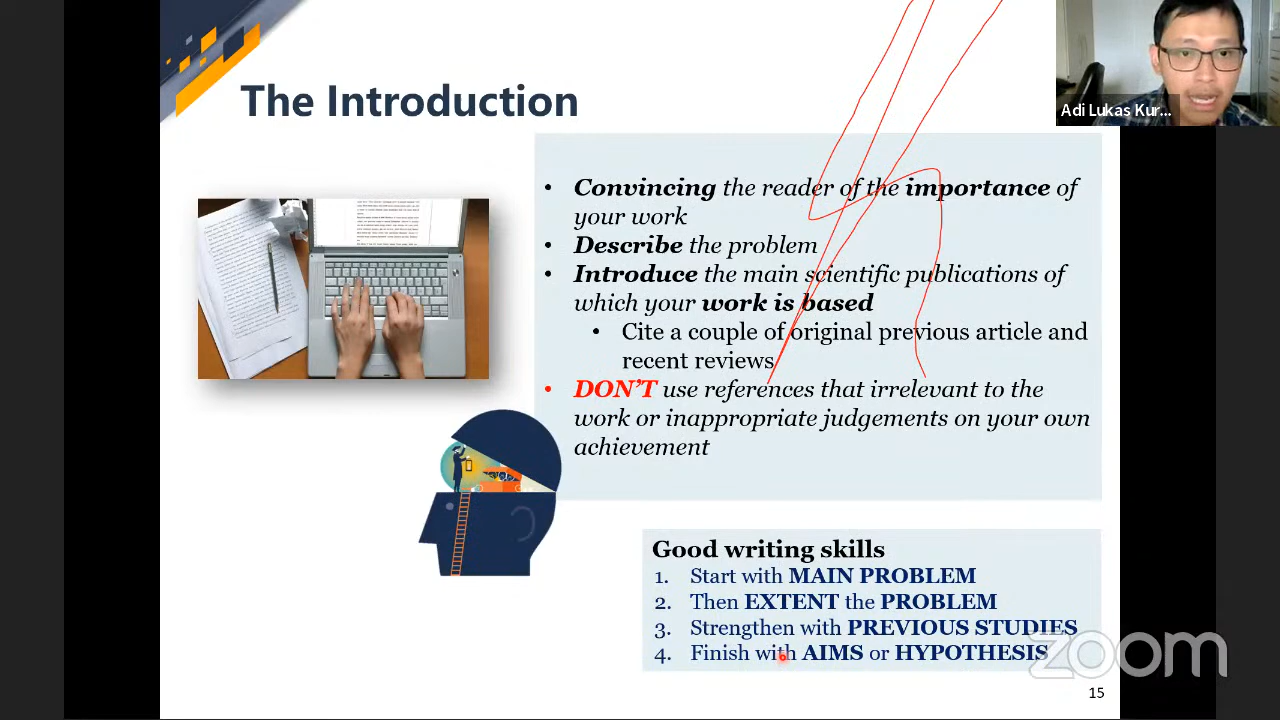 The Introduction
Adi Lukas Kur...
• Convincing the reader of the importance of
your work
• Describe the problem
• Introduce the main scientific publications of
which your work is based
• Cite a couple of original previous article and
recent reviews
• DON'T use references that irrelevant to the
work or inappropriate judgements on your own
achievement
Good writing skills
1. Start with MAIN PROBLEM
2. Then EXTENT the PROBLEM
3. Strengthen with PREVIOUS STUDIES
4. Finish with AIMS or HYPOTHESIS
zoom
15